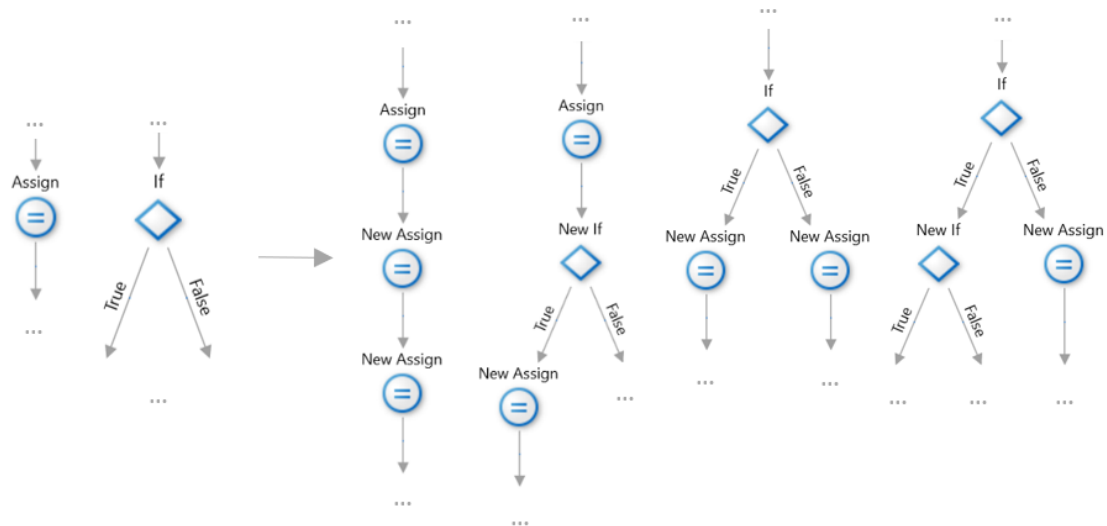 ...
Assign
...
...
If
True
False
...
...
Assign
New Assign
New Assign
...
...
Assign
New If
True
False
New Assign
...
...
...
If
True
False
New Assign
New Assign
...
...
...
If
True
False
New If
New Assign
True
False
...
...
...